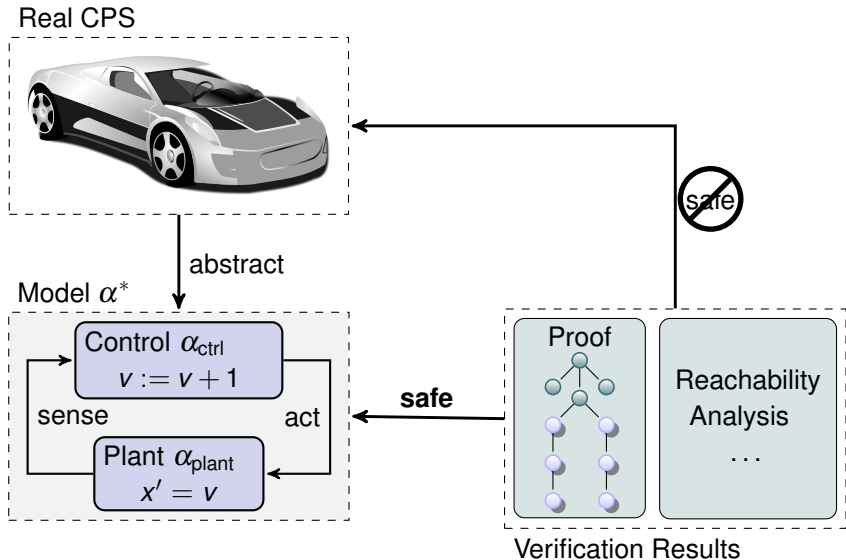 Real CPS
abstract
safe
Model α*
Control α_ctrl
v := v + 1
sense
act
Plant α_plant
x′ = v
safe
Proof
Reachability
Analysis
...
Verification Results